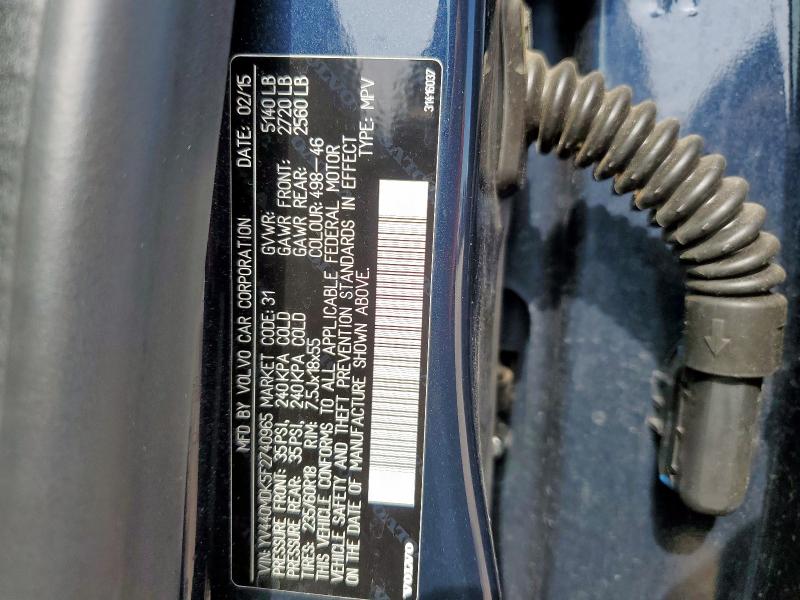 MFD BY VOLVO CAR CORPORATION DATE: 02/15
VIN: YV440MDK5F2740965 GVWR: 5140 LB
PRESSURE FRONT: 35PSI, 240KPA COLD GAWR FRONT: 2720 LB
PRESSURE REAR: 35PSI, 240KPA COLD GAWR REAR: 2560 LB
MARKET CODE: 31
TIRES: 235/60R18 RIM: 7.5Jx18x55 COLOUR: 498-46
THIS VEHICLE CONFORMS TO ALL APPLICABLE FEDERAL MOTOR
VEHICLE SAFETY AND THEFT PREVENTION STANDARDS IN EFFECT
ON THE DATE OF MANUFACTURE SHOWN ABOVE. TYPE: MPV
VOLVO 31416037